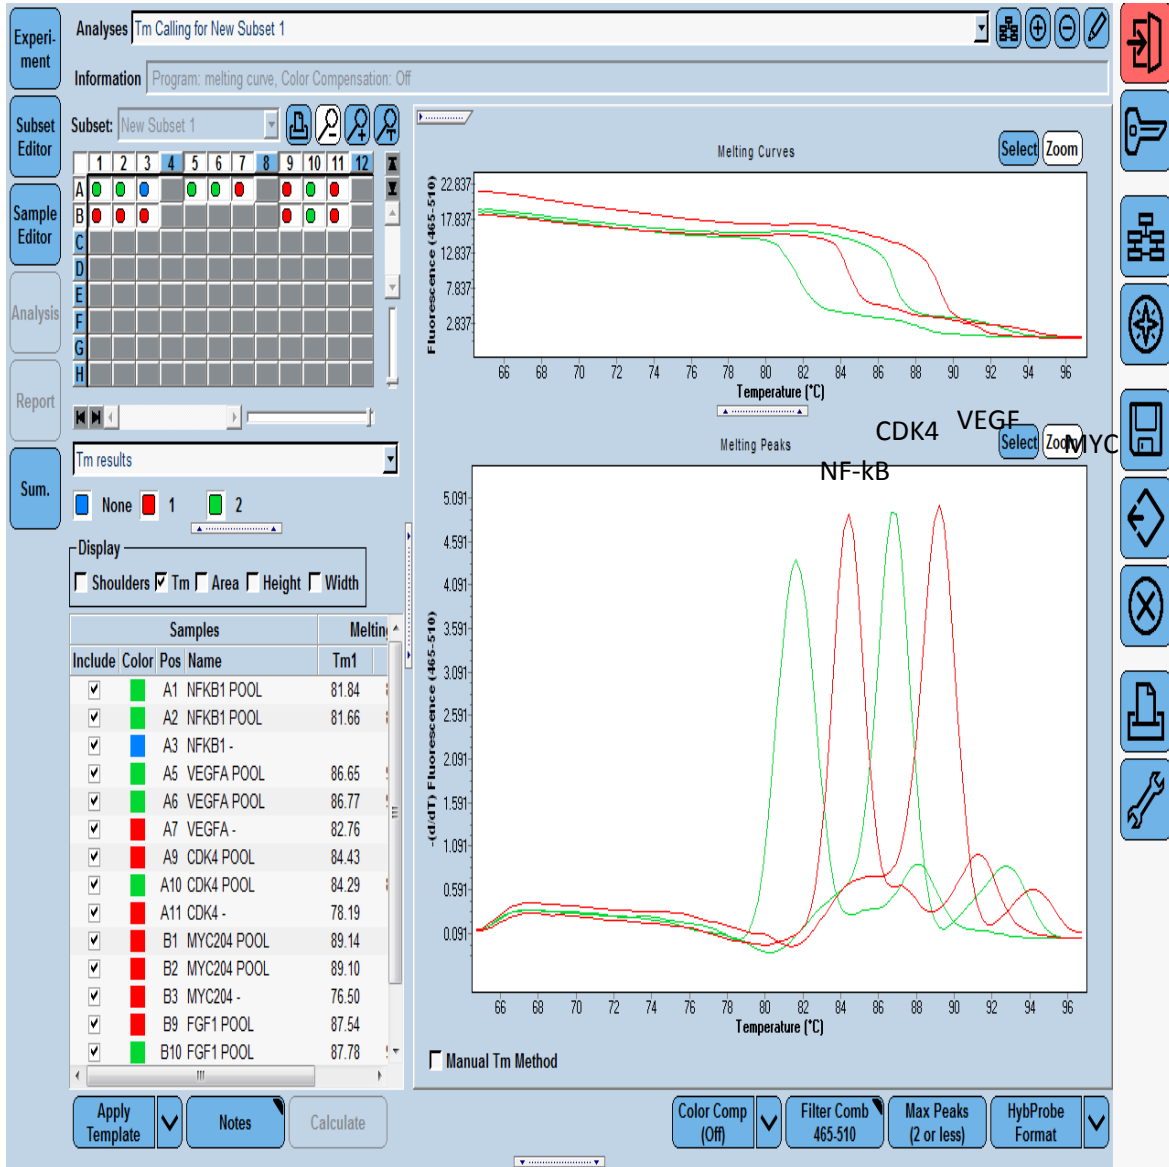 Experi-
ment
Analyses Tm Calling for New Subset 1
Information Program: melting curve, Color Compensation: Off
Subset
Editor
Subset: New Subset 1
1 2 3 4 5 6 7 8 9 10 11 12
A
B
C
D
E
F
G
H
Sample
Editor
Analysis
Report
Sum.
Tm results
None 1 2
Display
Shoulders Tm Area Height Width
Samples Melting
Include Color Pos Name Tm1
A1 NFKB1 POOL 81.84
A2 NFKB1 POOL 81.66
A3 NFKB1 -
A5 VEGFA POOL 86.65
A6 VEGFA POOL 86.77
A7 VEGFA - 82.76
A9 CDK4 POOL 84.43
A10 CDK4 POOL 84.29
A11 CDK4 - 78.19
B1 MYC204 POOL 89.14
B2 MYC204 POOL 89.10
B3 MYC204 - 76.50
B9 FGF1 POOL 87.54
B10 FGF1 POOL 87.78
Melting Curves
Select Zoom
Fluorescence (465-510)
22.837
17.837
12.837
7.837
2.837
66 68 70 72 74 76 78 80 82 84 86 88 90 92 94 96
Temperature (°C)
Melting Peaks
Select Zoom
NF-kB
CDK4
VEGF
MYC
-(d/dT) Fluorescence (465-510)
5.091
4.591
4.091
3.591
3.091
2.591
2.091
1.591
1.091
0.591
0.091
66 68 70 72 74 76 78 80 82 84 86 88 90 92 94 96
Temperature (°C)
Manual Tm Method
Apply
Template
Notes
Calculate
Color Comp
(Off)
Filter Comb
465-510
Max Peaks
(2 or less)
HybProbe
Format